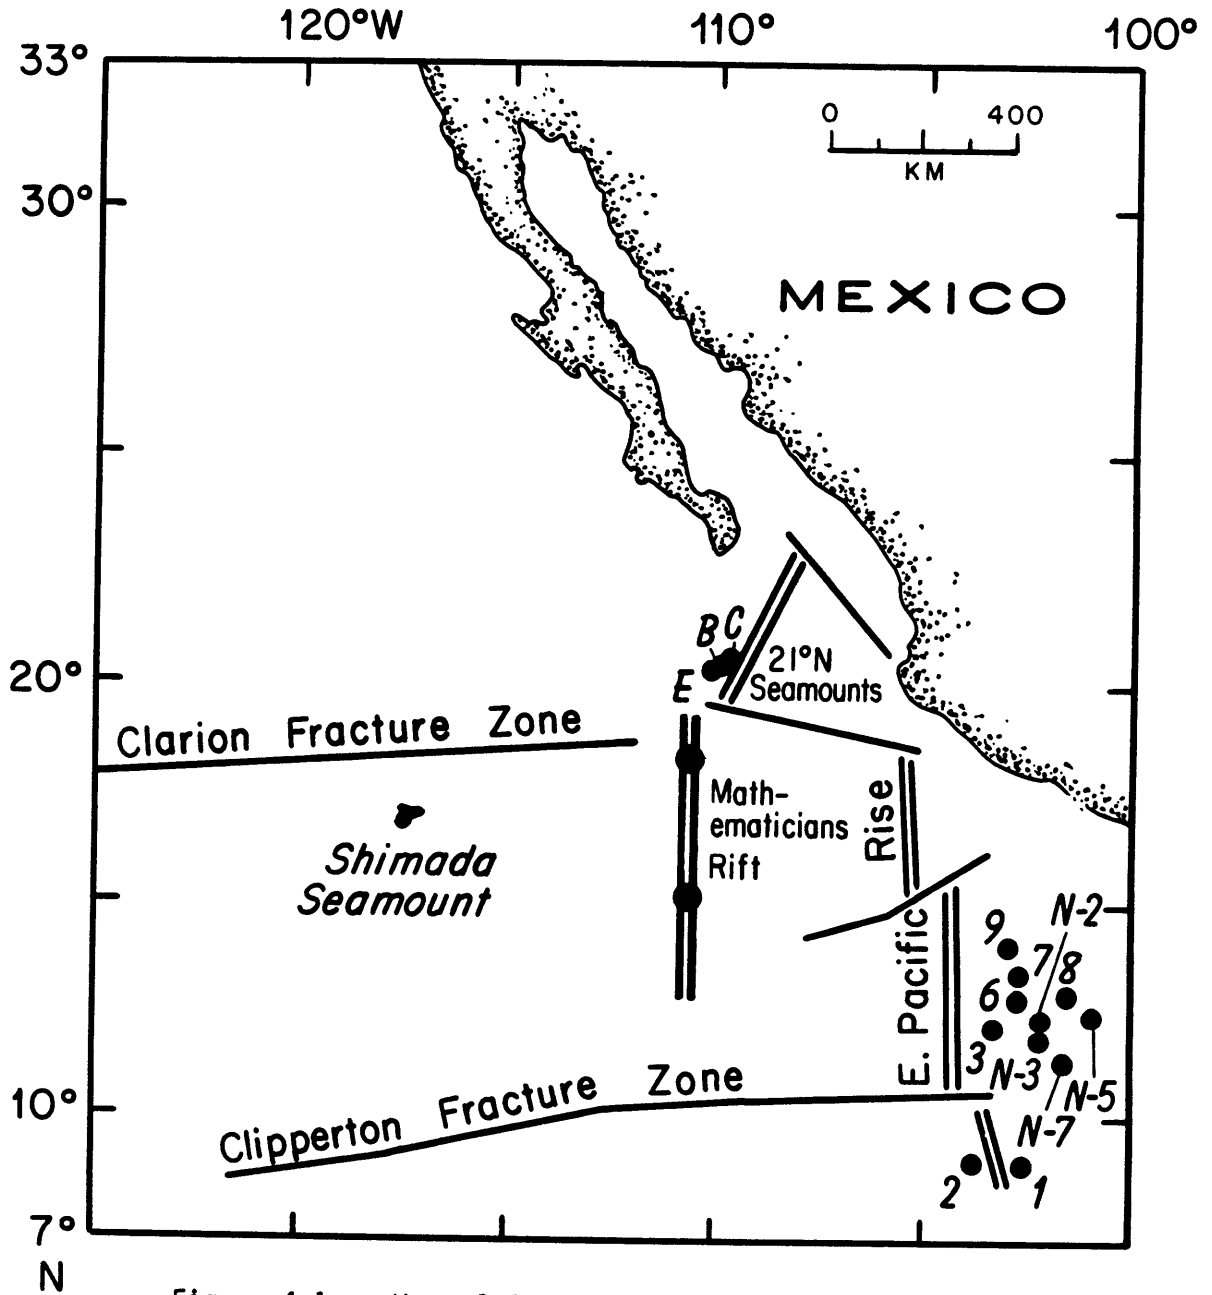 120°W 110° 100°
33°
0 400
KM
30°
MEXICO
B C
20°
E
21°N
Seamounts
Clarion Fracture Zone
Math-
ematicians
Rift
Rise
Shimada
Seamount
E. Pacific
N-2
9
7 8
6
3
N-3
N-5
10°
Clipperton Fracture Zone
N-7
2 1
7°
N